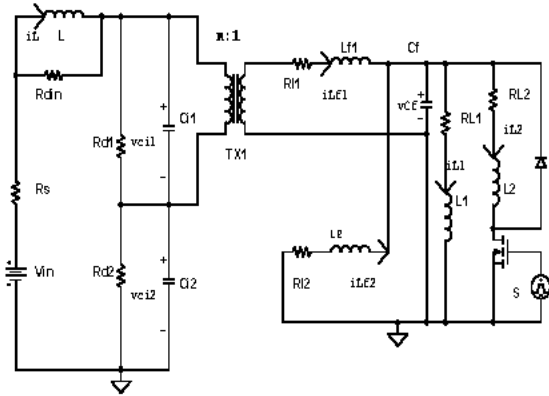 iL L
Rdin
Rs
Vin
Rd1
vci1
Ci1
Rd2
vci2
Ci2
n:1
TX1
Rl1
Lf1
iLf1
Cf
vCf
RL1
iL1
L1
RL2
iL2
L2
S
Rl2
iLf2